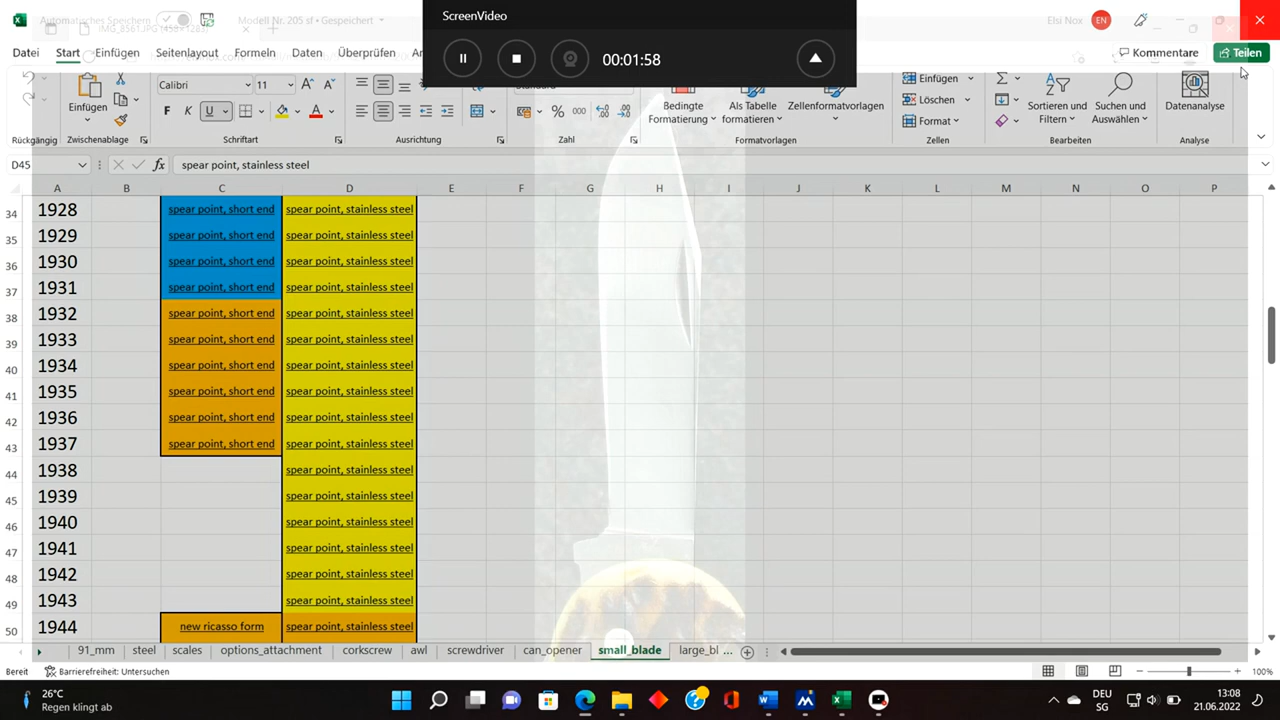 ScreenVideo
00:01:58
Automatisches Speichern
Modell Nr. 205 sf • Gespeichert
IMG_8561.JPG (458×1283)
Elsi Nox
EN
Datei Start Einfügen Seitenlayout Formeln Daten Überprüfen
Kommentare
Teilen
Calibri
11
Einfügen
F K U
% 000
Bedingte Formatierung
Als Tabelle formatieren
Zellenformatvorlagen
Einfügen
Löschen
Format
Sortieren und Filtern
Suchen und Auswählen
Datenanalyse
Rückgängig
Zwischenablage
Schriftart
Ausrichtung
Zahl
Formatvorlagen
Zellen
Bearbeiten
Analyse
D45
fx
spear point, stainless steel
A B C D E F G H I J K L M N O P
34 1928 spear point, short end spear point, stainless steel
35 1929 spear point, short end spear point, stainless steel
36 1930 spear point, short end spear point, stainless steel
37 1931 spear point, short end spear point, stainless steel
38 1932 spear point, short end spear point, stainless steel
39 1933 spear point, short end spear point, stainless steel
40 1934 spear point, short end spear point, stainless steel
41 1935 spear point, short end spear point, stainless steel
42 1936 spear point, short end spear point, stainless steel
43 1937 spear point, short end spear point, stainless steel
44 1938 spear point, stainless steel
45 1939 spear point, stainless steel
46 1940 spear point, stainless steel
47 1941 spear point, stainless steel
48 1942 spear point, stainless steel
49 1943 spear point, stainless steel
50 1944 new ricasso form spear point, stainless steel
91_mm steel scales options_attachment corkscrew awl screwdriver can_opener small_blade large_bl ...
Bereit
Barrierefreiheit: Untersuchen
100%
26°C
Regen klingt ab
DEU
SG
13:08
21.06.2022